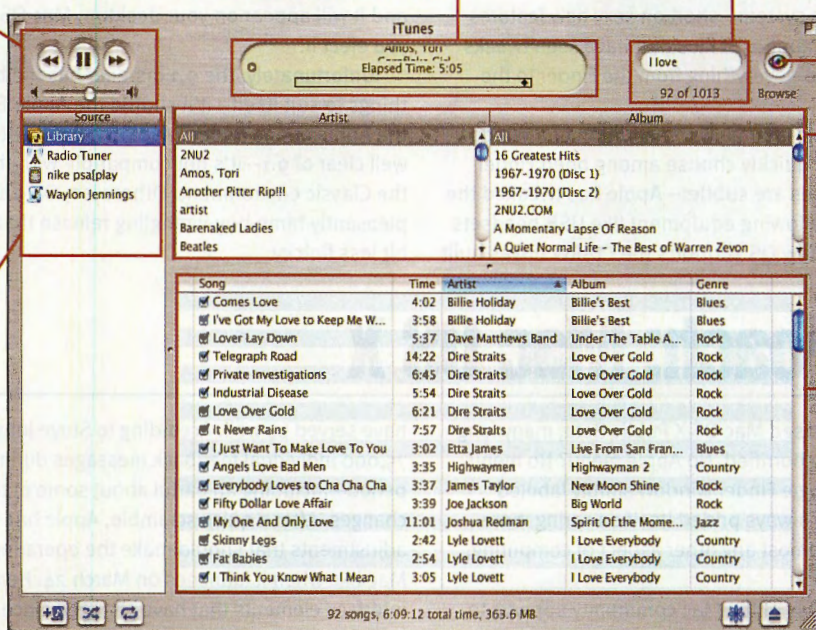 iTunes
Amos, Tori
Cornflake Girl
Elapsed Time: 5:05
I love
92 of 1013
Browse
Source
Library
Radio Tuner
nike psa[play
Waylon Jennings
Artist
All
2NU2
Amos, Tori
Another Pitter Rip!!!
artist
Barenaked Ladies
Beatles
Album
All
16 Greatest Hits
1967-1970 (Disc 1)
1967-1970 (Disc 2)
2NU2
A Momentary Lapse Of Reason
A Quiet Normal Life - The Best of Warren Zevon
Song Time Artist Album Genre
Comes Love 4:02 Billie Holiday Billie's Best Blues
I've Got My Love to Keep Me W... 3:58 Billie Holiday Billie's Best Blues
Lover Lay Down 5:37 Dave Matthews Band Under The Table A... Rock
Telegraph Road 14:22 Dire Straits Love Over Gold Rock
Private Investigations 6:45 Dire Straits Love Over Gold Rock
Industrial Disease 5:54 Dire Straits Love Over Gold Rock
Love Over Gold 6:21 Dire Straits Love Over Gold Rock
It Never Rains 7:57 Dire Straits Love Over Gold Rock
I Just Want To Make Love To You 3:02 Etta James Live From San Fran... Blues
Angels Love Bad Men 3:35 Highwaymen Highwayman 2 Country
Everybody Loves to Cha Cha Cha 3:37 James Taylor New Moon Shine Rock
3:39 Joe Jackson Big World Rock
My One And Only Love 11:01 Joshua Redman Spirit Of the Mome... Jazz
Skinny Legs 2:42 Lyle Lovett I Love Everybody Country
Fat Babies 2:54 Lyle Lovett I Love Everybody Country
I Think You Know What I Mean 3:05 Lyle Lovett I Love Everybody Country
92 songs, 6:09:12 total time, 363.6 MB